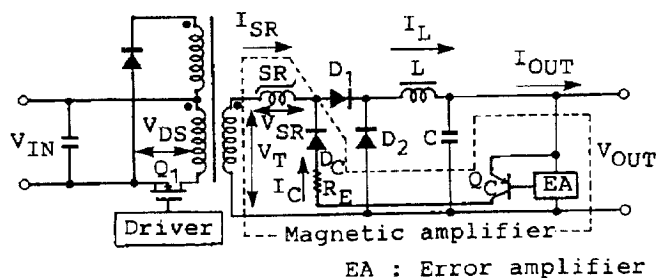 I_SR
I_L
SR
D_1
L
I_OUT
V_SR
V_IN
V_DS
V_T
D_C
D_2
C
V_OUT
I_C
R_E
Q_C
EA
Q_1
Driver
Magnetic amplifier
EA : Error amplifier